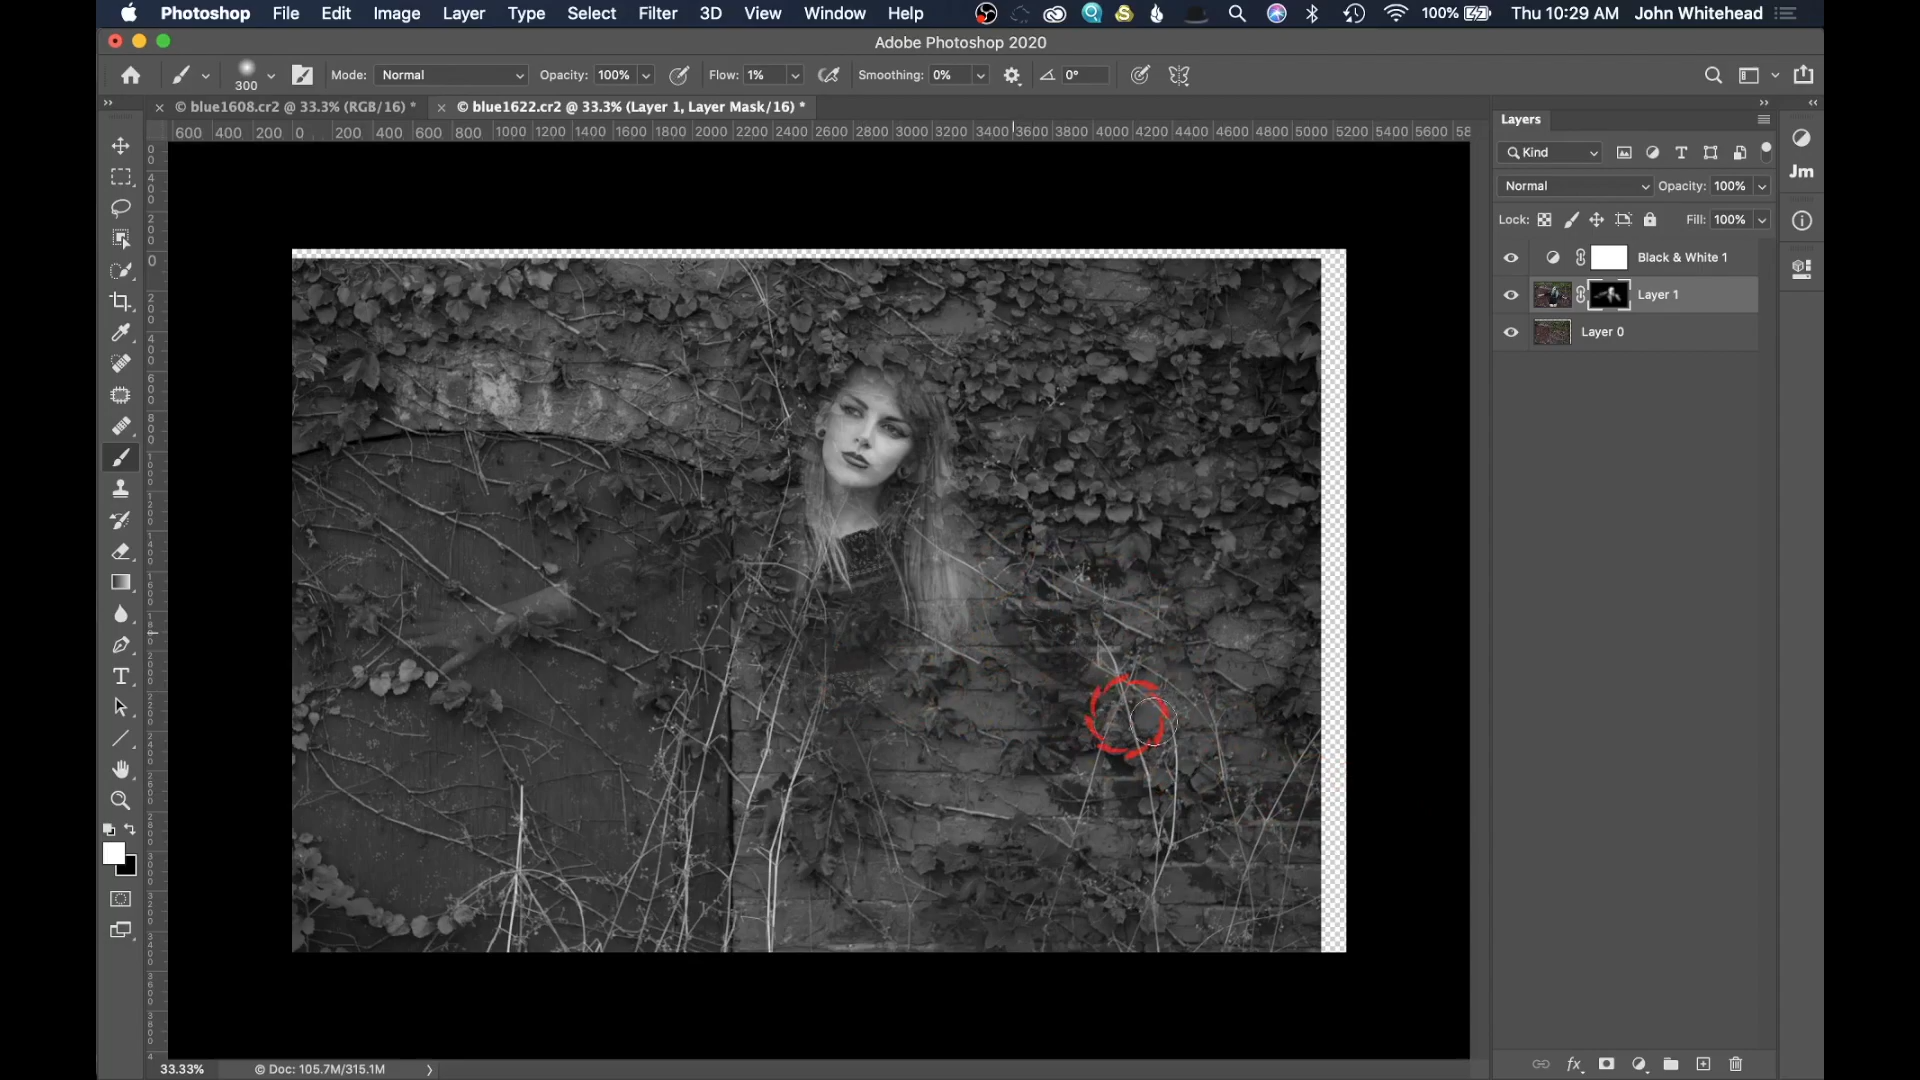 Photoshop File Edit Image Layer Type Select Filter 3D View Window Help 100% Thu 10:29 AM John Whitehead
Adobe Photoshop 2020
300 Mode: Normal Opacity: 100% Flow: 1% Smoothing: 0% 0°
© blue1608.cr2 @ 33.3% (RGB/16) * © blue1622.cr2 @ 33.3% (Layer 1, Layer Mask/16) *
600 400 200 0 200 400 600 800 1000 1200 1400 1600 1800 2000 2200 2400 2600 2800 3000 3200 3400 3600 3800 4000 4200 4400 4600 4800 5000 5200 5400 5600 58
Layers
Kind
Jm
Normal Opacity: 100%
Lock: Fill: 100%
Black & White 1
Layer 1
Layer 0
fx
33.33% © Doc: 105.7M/315.1M